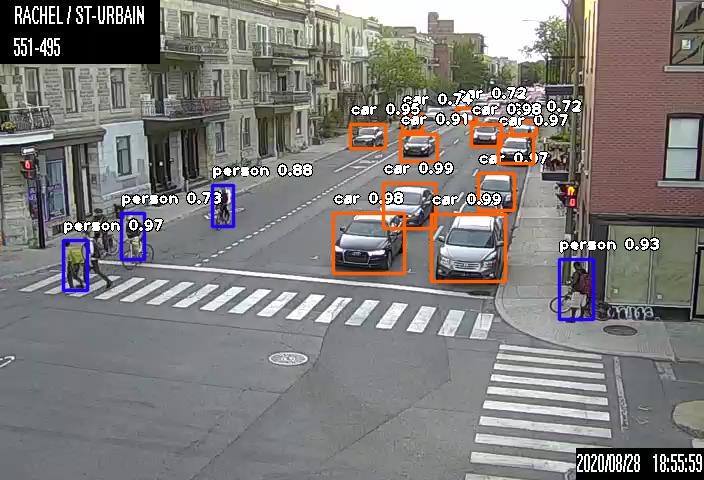 RACHEL / ST-URBAIN
551-495
car 0.72
car 0.74
car 0.95
car 0.98
0.72
car 0.91
car 0.97
car 0.97
person 0.88
car 0.99
person 0.73
car 0.98
car 0.99
person 0.97
person 0.93
2020/08/28 18:55:59